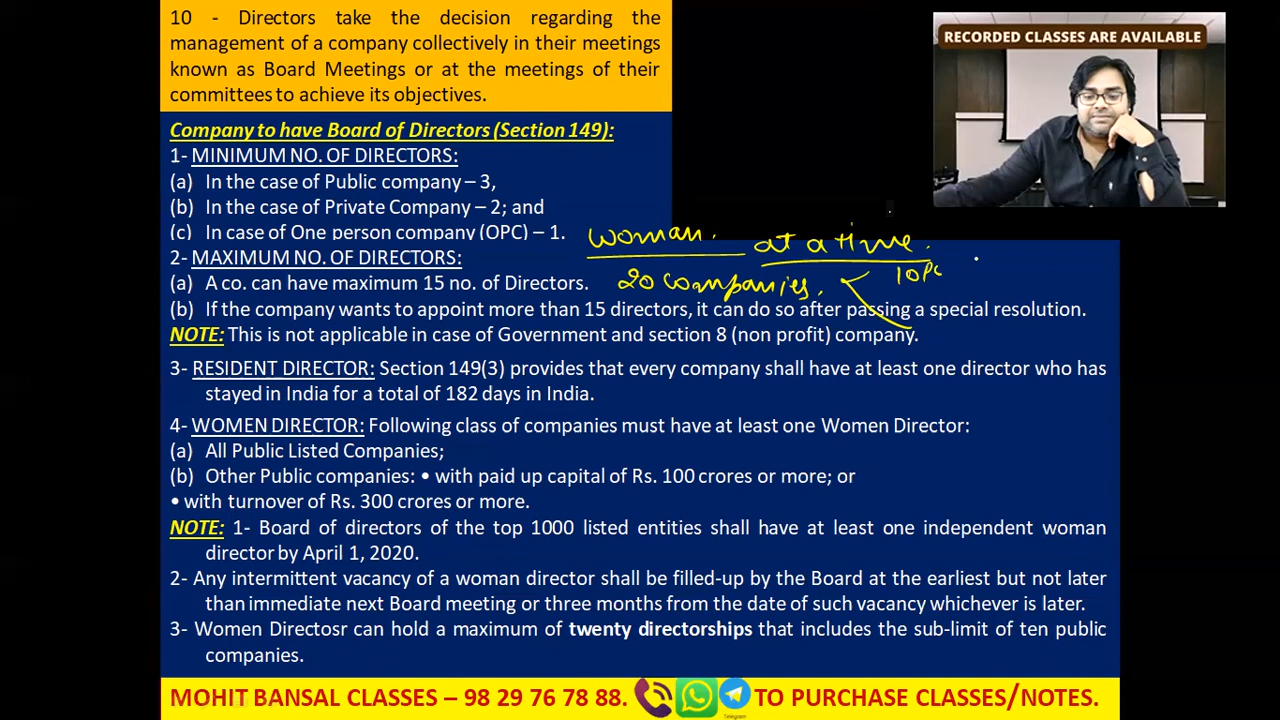 10 - Directors take the decision regarding the
management of a company collectively in their meetings
known as Board Meetings or at the meetings of their
committees to achieve its objectives.
RECORDED CLASSES ARE AVAILABLE
Company to have Board of Directors (Section 149):
1- MINIMUM NO. OF DIRECTORS:
(a) In the case of Public company – 3,
(b) In the case of Private Company – 2; and
(c) In case of One person company (OPC) – 1.
woman. at a time.
2- MAXIMUM NO. OF DIRECTORS:
(a) A co. can have maximum 15 no. of Directors.
20 companies. 10 PC
(b) If the company wants to appoint more than 15 directors, it can do so after passing a special resolution.
NOTE: This is not applicable in case of Government and section 8 (non profit) company.
3- RESIDENT DIRECTOR: Section 149(3) provides that every company shall have at least one director who has
stayed in India for a total of 182 days in India.
4- WOMEN DIRECTOR: Following class of companies must have at least one Women Director:
(a) All Public Listed Companies;
(b) Other Public companies: • with paid up capital of Rs. 100 crores or more; or
• with turnover of Rs. 300 crores or more.
NOTE: 1- Board of directors of the top 1000 listed entities shall have at least one independent woman
director by April 1, 2020.
2- Any intermittent vacancy of a woman director shall be filled-up by the Board at the earliest but not later
than immediate next Board meeting or three months from the date of such vacancy whichever is later.
3- Women Directosr can hold a maximum of twenty directorships that includes the sub-limit of ten public
companies.
MOHIT BANSAL CLASSES – 98 29 76 78 88. TO PURCHASE CLASSES/NOTES.
Telegram